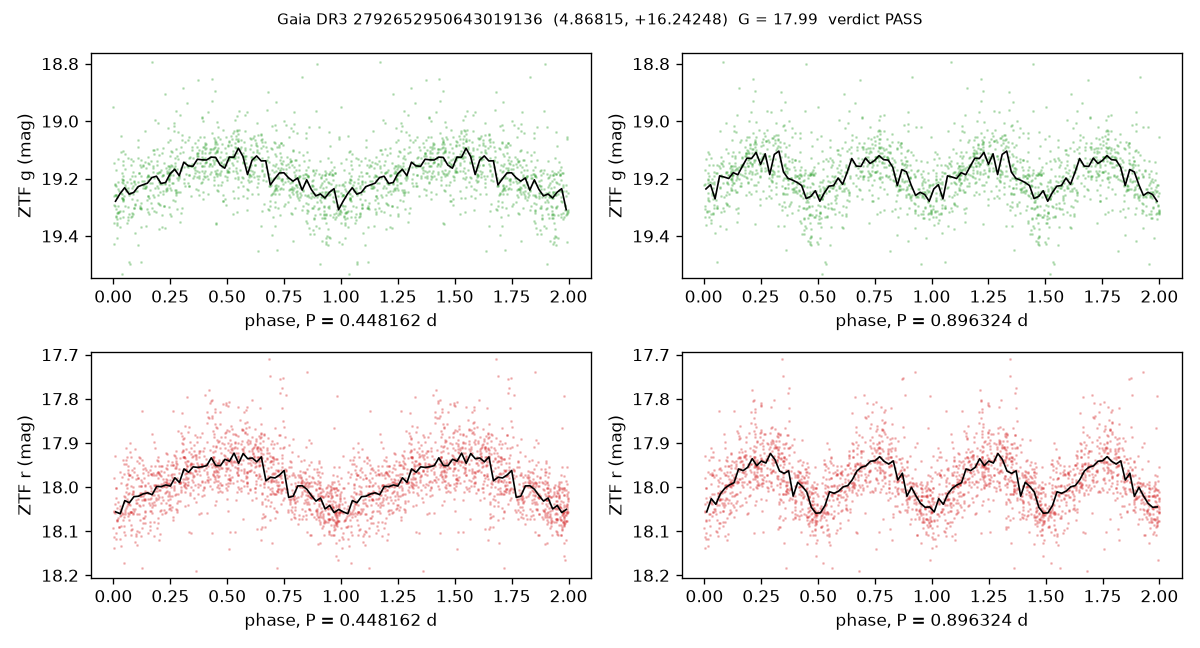 Gaia DR3 2792652950643019136  (4.86815, +16.24248)  G = 17.99  verdict PASS
ZTF g (mag)
18.8
19.0
19.2
19.4
0.00 0.25 0.50 0.75 1.00 1.25 1.50 1.75 2.00
phase, P = 0.448162 d
ZTF g (mag)
18.8
19.0
19.2
19.4
0.00 0.25 0.50 0.75 1.00 1.25 1.50 1.75 2.00
phase, P = 0.896324 d
ZTF r (mag)
17.7
17.8
17.9
18.0
18.1
18.2
0.00 0.25 0.50 0.75 1.00 1.25 1.50 1.75 2.00
phase, P = 0.448162 d
ZTF r (mag)
17.7
17.8
17.9
18.0
18.1
18.2
0.00 0.25 0.50 0.75 1.00 1.25 1.50 1.75 2.00
phase, P = 0.896324 d